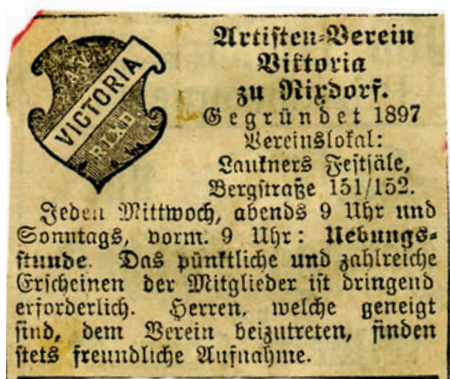 A.V.
VICTORIA
RIXD
Artisten-Verein
Viktoria
zu Rixdorf.
Gegründet 1897
Vereinslokal:
Laukners Festsäle,
Bergstraße 151/152.
Jeden Mittwoch, abends 9 Uhr und
Sonntags, vorm. 9 Uhr: Uebungs-
stunde. Das pünktliche und zahlreiche
Erscheinen der Mitglieder ist dringend
erforderlich. Herren, welche geneigt
sind, dem Verein beizutreten, finden
stets freundliche Aufnahme.